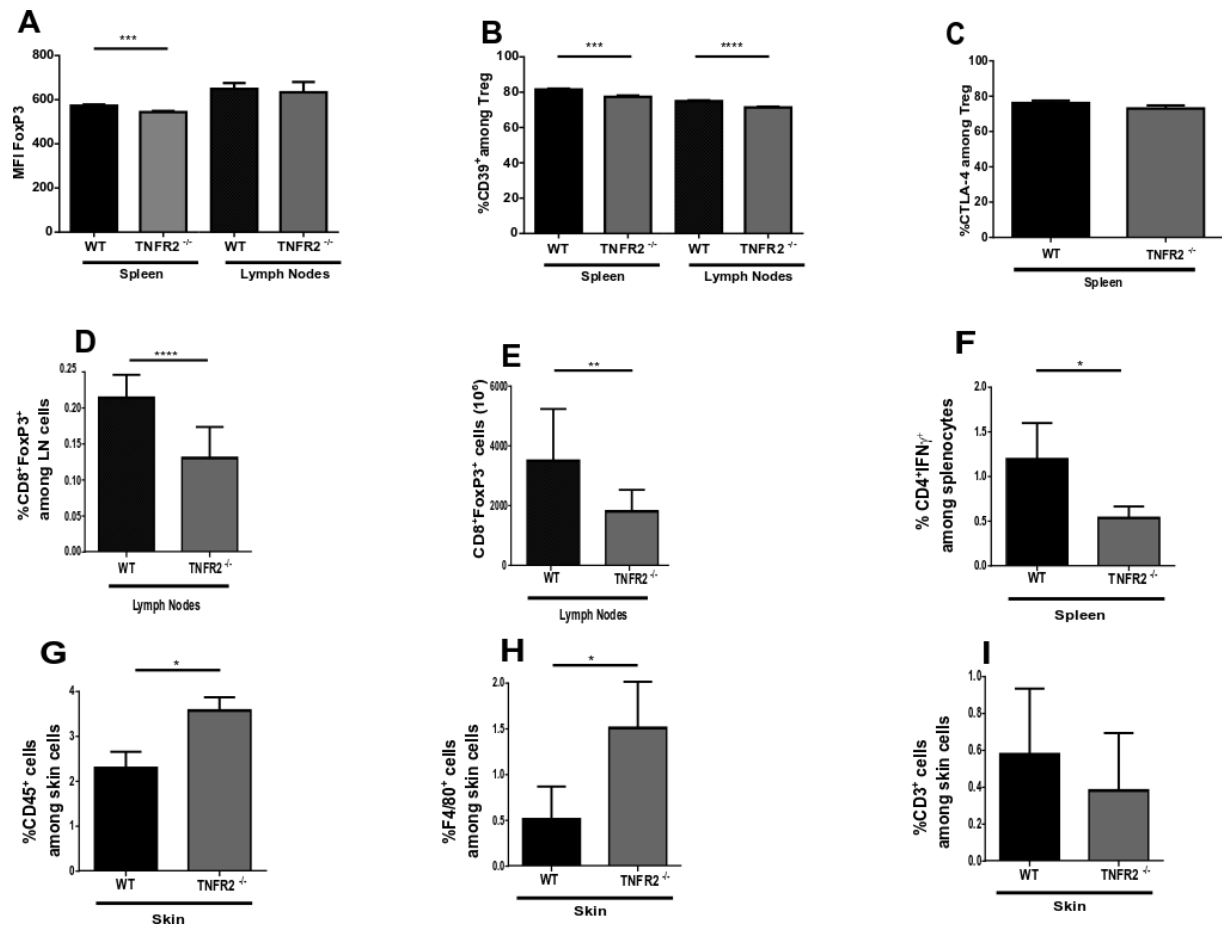 A
***
MFI FoxP3
800
600
400
200
0
WT TNFR2 -/- WT TNFR2 -/-
Spleen Lymph Nodes
B
*** ****
%CD39+ among Treg
100
80
60
40
20
0
WT TNFR2 -/- WT TNFR2 -/-
Spleen Lymph Nodes
C
%CTLA-4 among Treg
100
80
60
40
20
0
WT TNFR2 -/-
Spleen
D
****
%CD8+FoxP3+
among LN cells
0.25
0.20
0.15
0.10
0.05
0.00
WT TNFR2 -/-
Lymph Nodes
E
**
CD8+FoxP3+ cells (10⁶)
6000
4000
2000
0
WT TNFR2 -/-
Lymph Nodes
F
*
% CD4+IFNγ+
among splenocytes
2.0
1.5
1.0
0.5
0.0
WT TNFR2 -/-
Spleen
G
*
%CD45+ cells
among skin cells
4
3
2
1
0
WT TNFR2 -/-
Skin
H
*
%F4/80+ cells
among skin cells
2.0
1.5
1.0
0.5
0.0
WT TNFR2 -/-
Skin
I
%CD3+ cells
among skin cells
1.0
0.8
0.6
0.4
0.2
0.0
WT TNFR2 -/-
Skin